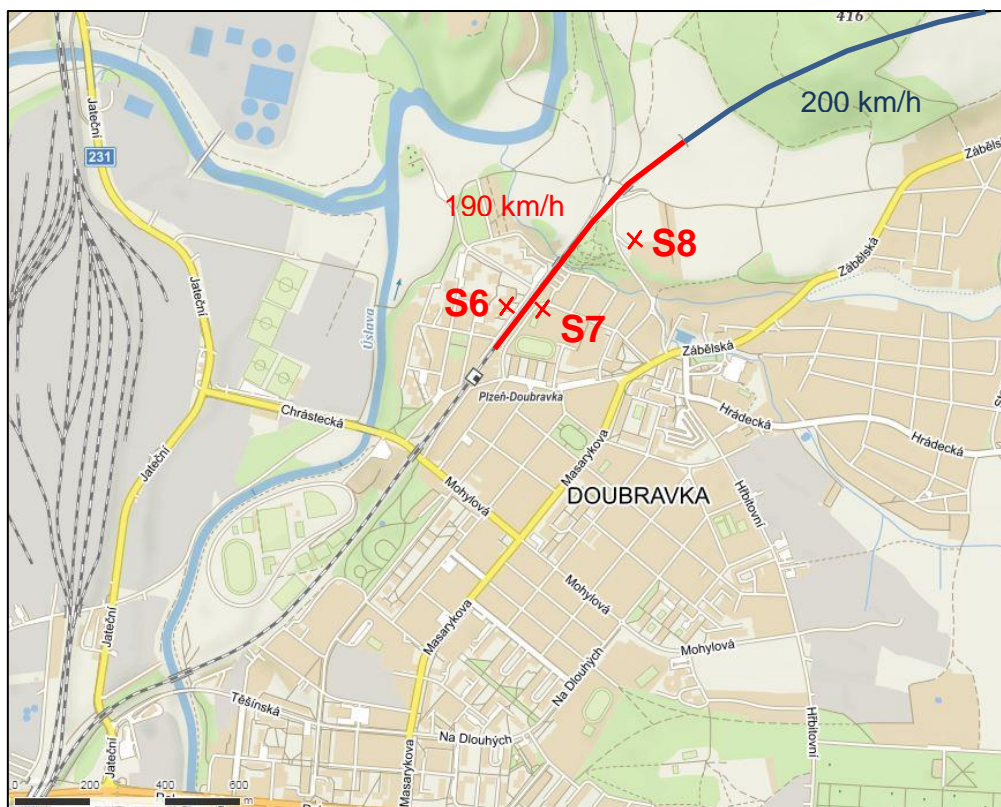 416
200 km/h
Jateční
231
Zábělská
190 km/h
S8
Zábělská
S6
S7
Jateční
Úslava
Zábělská
Plzeň-Doubravka
Chrástecká
Hrádecká
Hrádecká
Masarykova
Jateční
Mohylová
DOUBRAVKA
Hřbitovní
Mohylová
Masarykova
Mohylová
Na Dlouhých
Těšínská
Jateční
Na Dlouhých
Masarykova
Hřbitovní
200
400
600
m